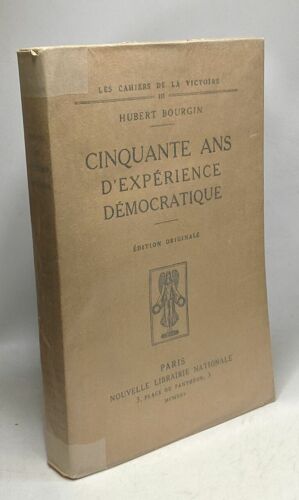 LES CAHIERS DE LA VICTOIRE
III
HUBERT BOURGIN
CINQUANTE ANS
D'EXPÉRIENCE
DÉMOCRATIQUE
ÉDITION ORIGINALE
PARIS
NOUVELLE LIBRAIRIE NATIONALE
3, PLACE DU PANTHÉON, 3